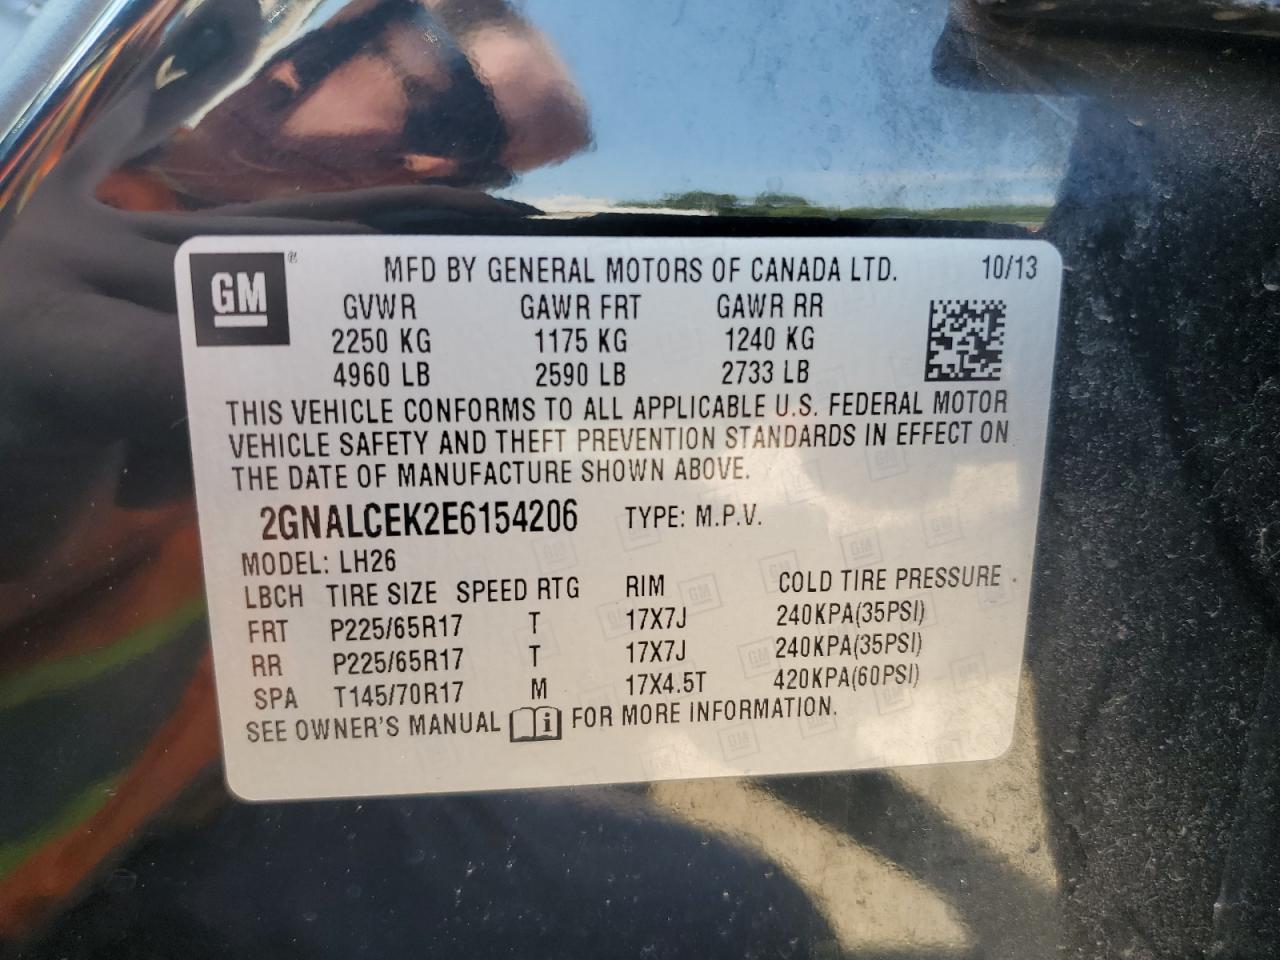 GM ® MFD BY GENERAL MOTORS OF CANADA LTD. 10/13
GVWR GAWR FRT GAWR RR
2250 KG 1175 KG 1240 KG
4960 LB 2590 LB 2733 LB
THIS VEHICLE CONFORMS TO ALL APPLICABLE U.S. FEDERAL MOTOR
VEHICLE SAFETY AND THEFT PREVENTION STANDARDS IN EFFECT ON
THE DATE OF MANUFACTURE SHOWN ABOVE.
2GNALCEK2E6154206 TYPE: M.P.V.
MODEL: LH26
LBCH TIRE SIZE SPEED RTG RIM COLD TIRE PRESSURE
FRT P225/65R17 T 17X7J 240KPA(35PSI)
RR P225/65R17 T 17X7J 240KPA(35PSI)
SPA T145/70R17 M 17X4.5T 420KPA(60PSI)
SEE OWNER'S MANUAL i FOR MORE INFORMATION.